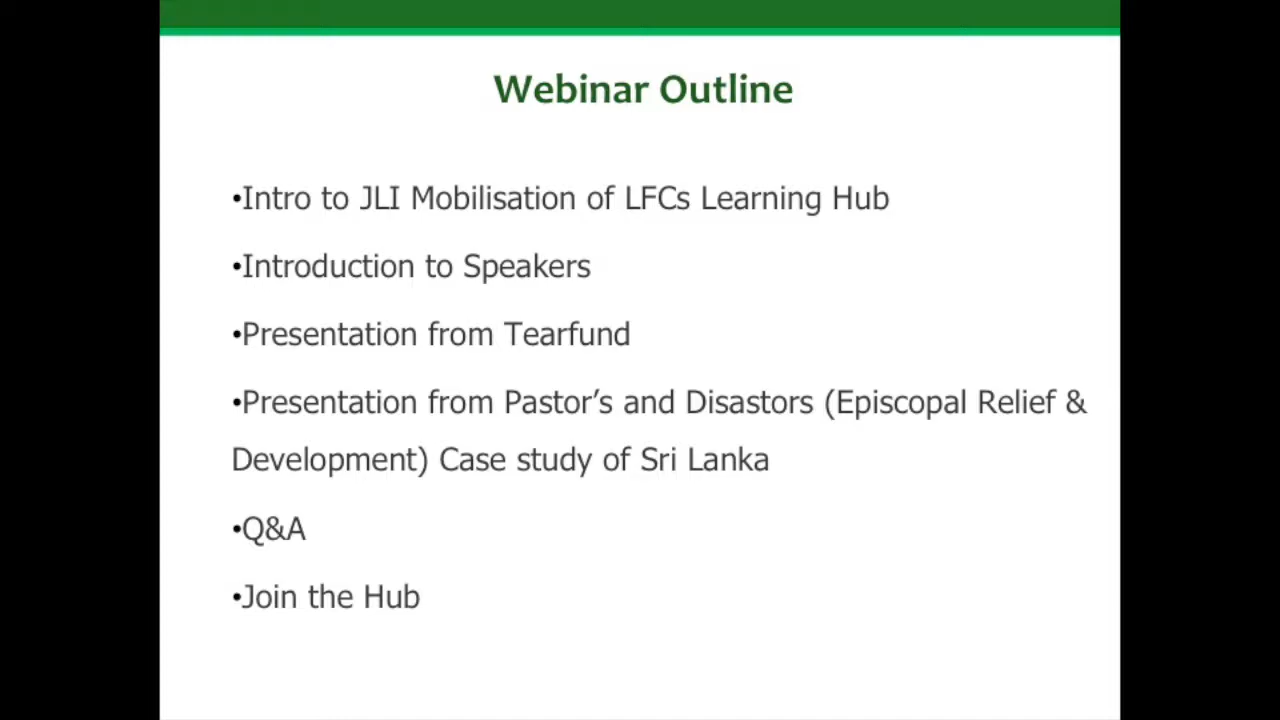 Webinar Outline
•Intro to JLI Mobilisation of LFCs Learning Hub
•Introduction to Speakers
•Presentation from Tearfund
•Presentation from Pastor’s and Disastors (Episcopal Relief &
Development) Case study of Sri Lanka
•Q&A
•Join the Hub